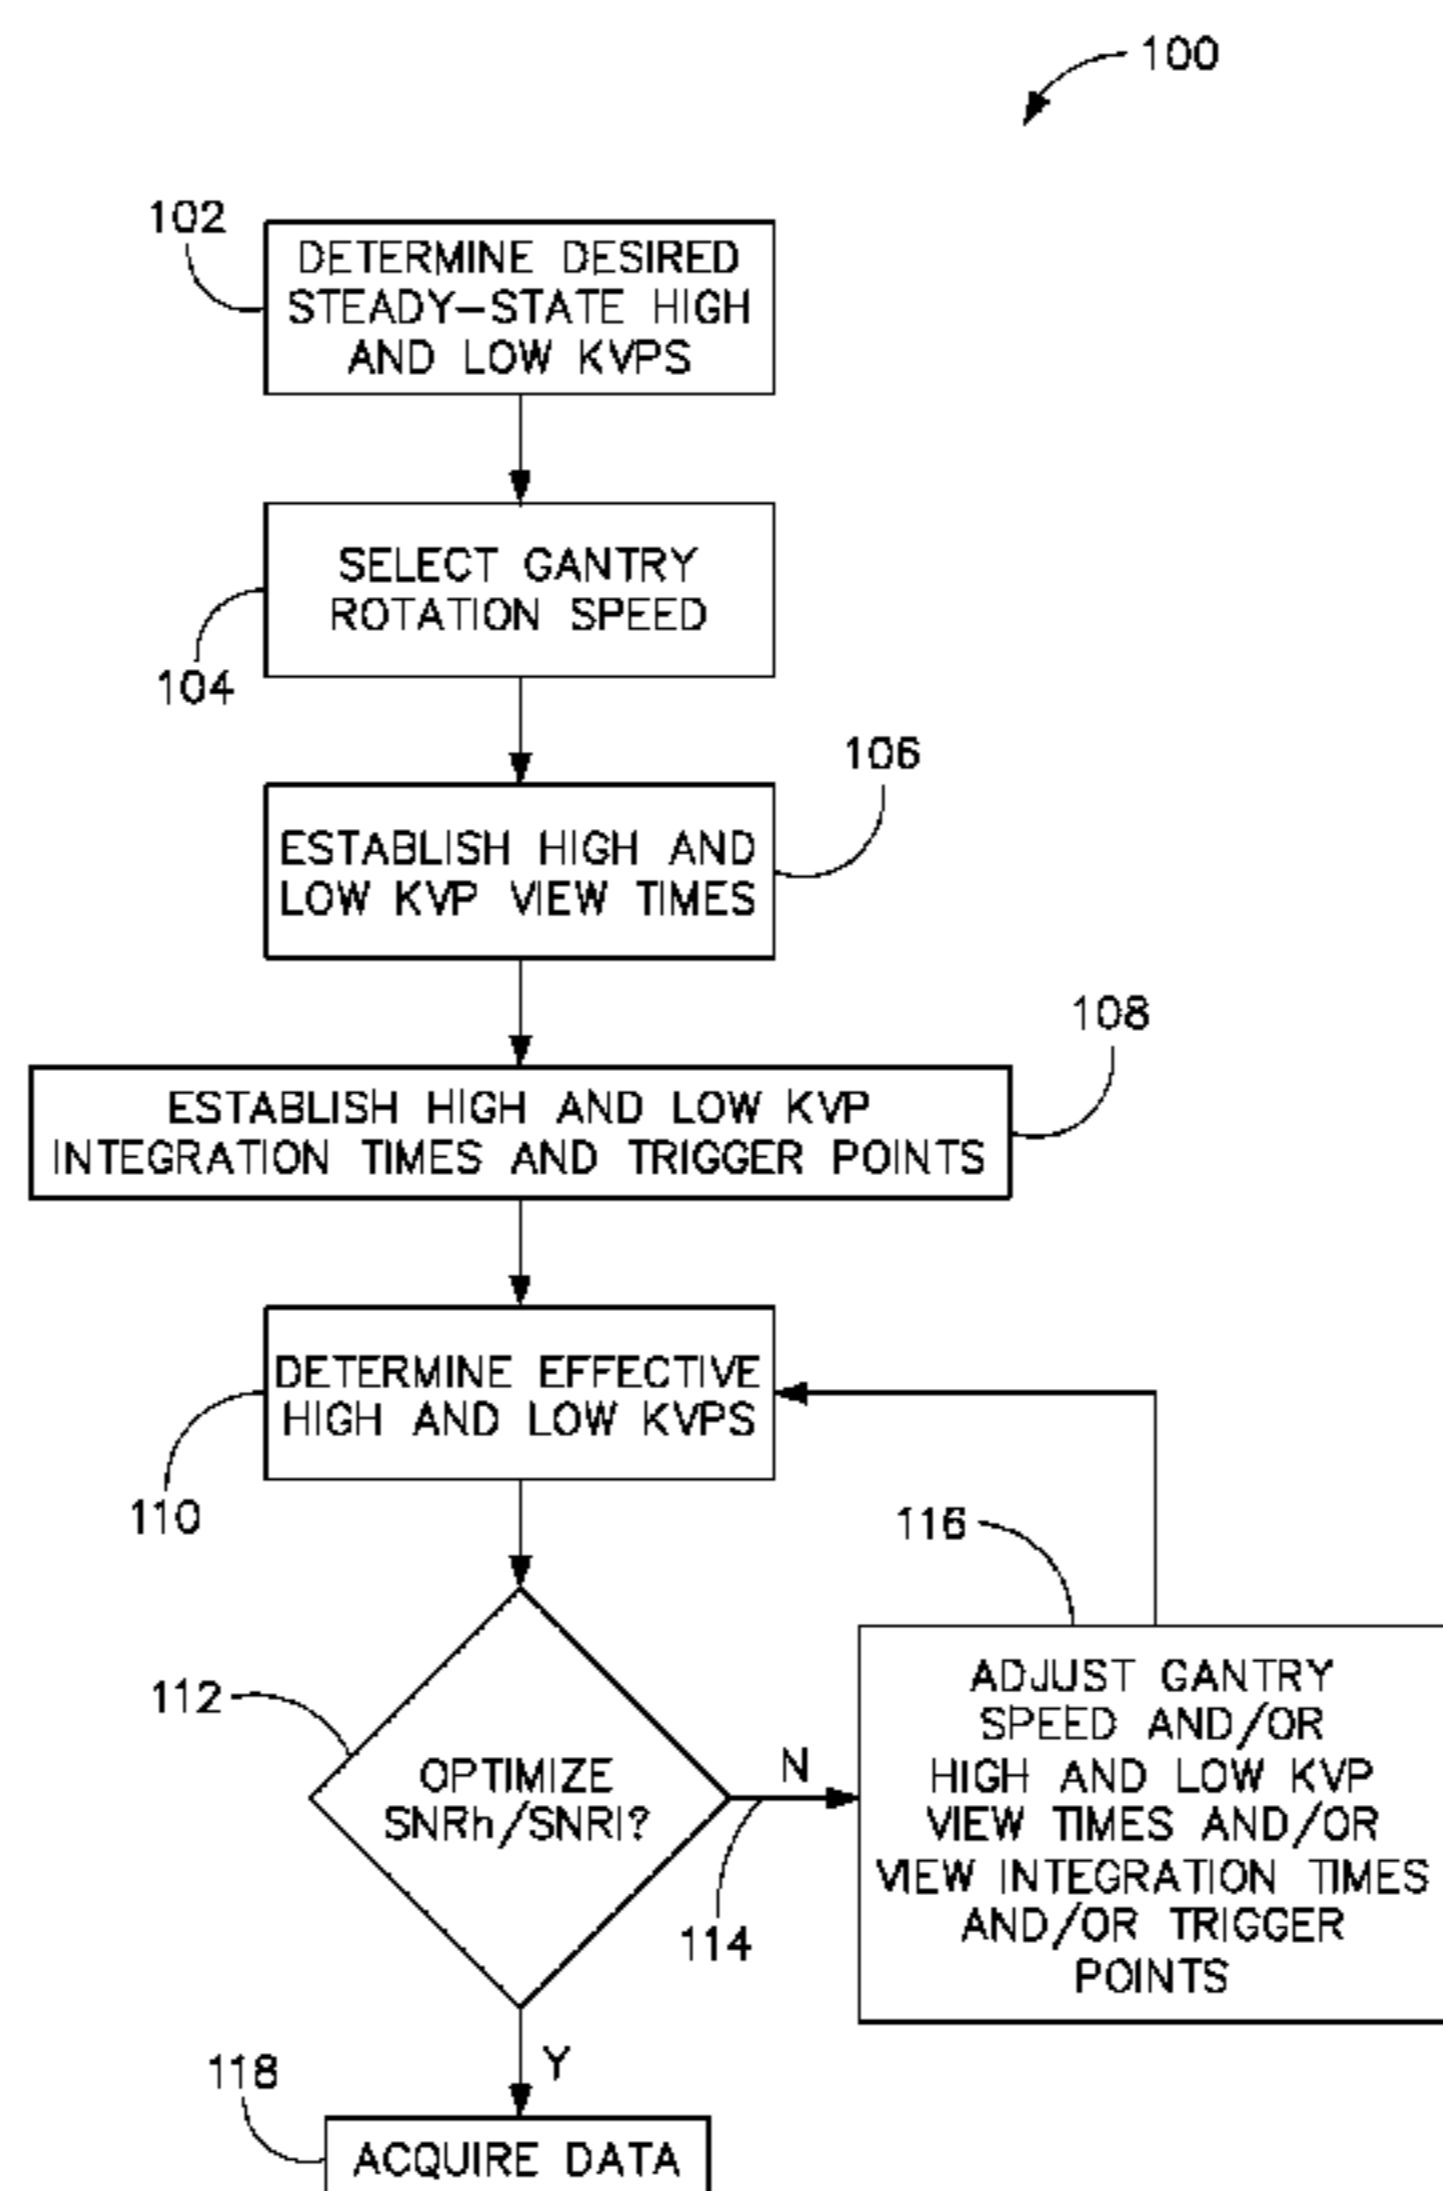 100
102
DETERMINE DESIRED
STEADY-STATE HIGH
AND LOW KVPS
SELECT GANTRY
ROTATION SPEED
104
106
ESTABLISH HIGH AND
LOW KVP VIEW TIMES
108
ESTABLISH HIGH AND LOW KVP
INTEGRATION TIMES AND TRIGGER POINTS
DETERMINE EFFECTIVE
HIGH AND LOW KVPS
110
116
112
OPTIMIZE
SNRh/SNRl?
N
114
ADJUST GANTRY
SPEED AND/OR
HIGH AND LOW KVP
VIEW TIMES AND/OR
VIEW INTEGRATION TIMES
AND/OR TRIGGER
POINTS
Y
118
ACQUIRE DATA